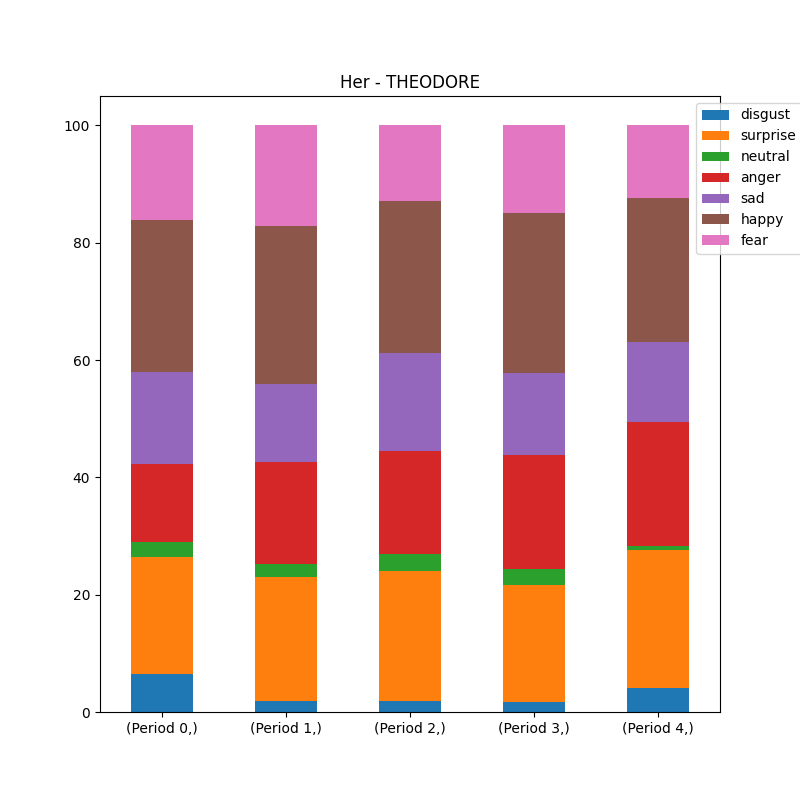 Her - THEODORE
100
80
60
40
20
0
(Period 0,)
(Period 1,)
(Period 2,)
(Period 3,)
(Period 4,)
disgust
surprise
neutral
anger
sad
happy
fear